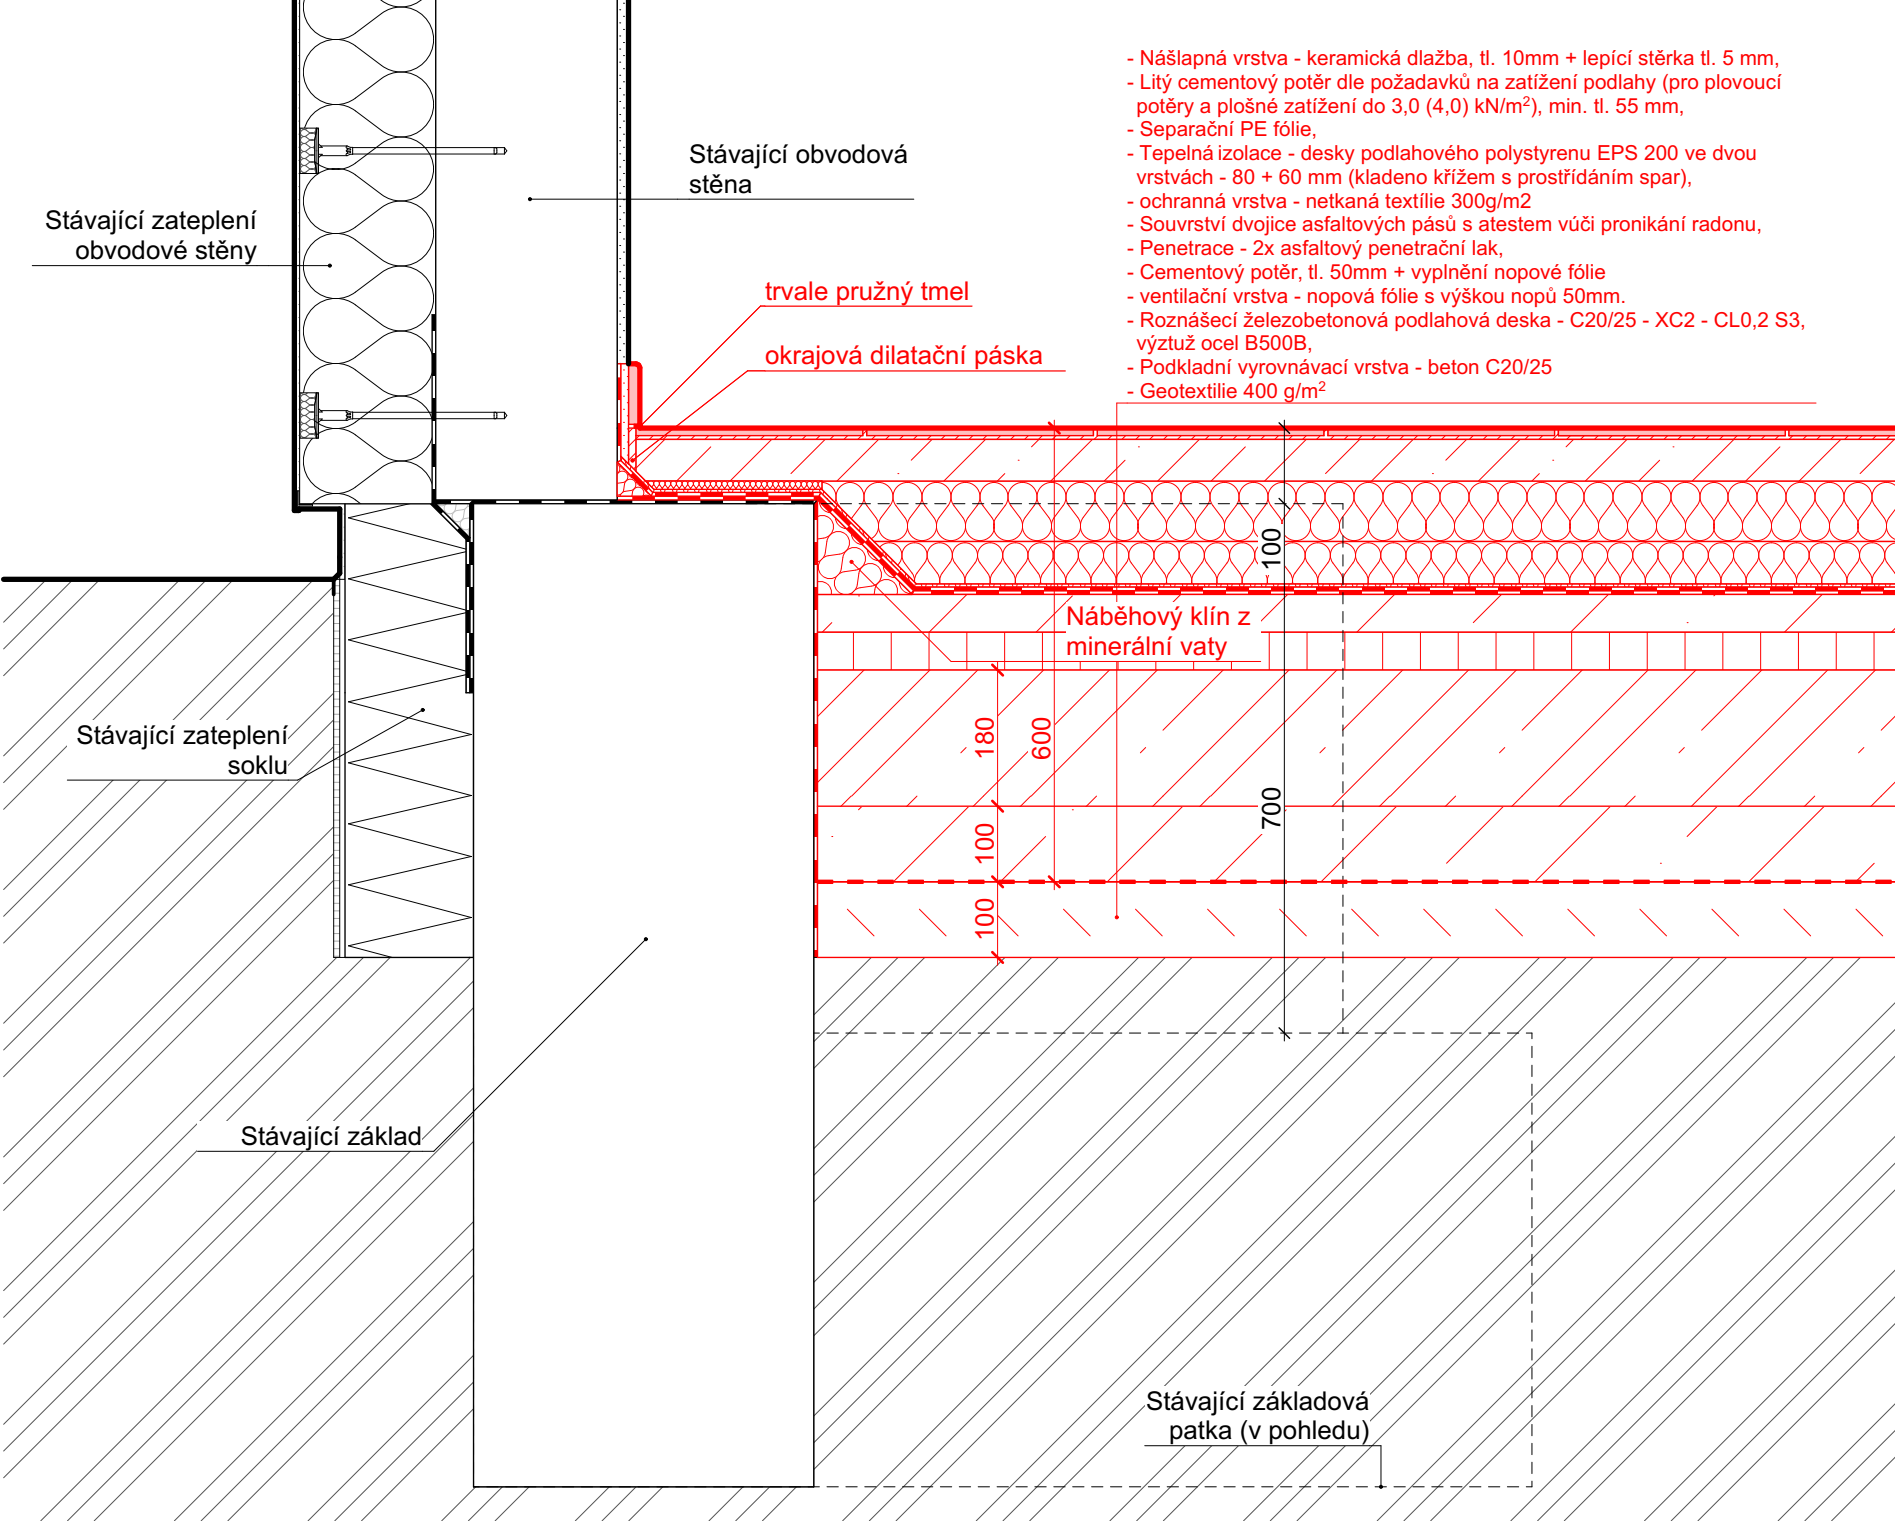 - Nášlapná vrstva - keramická dlažba, tl. 10mm + lepící stěrka tl. 5 mm,
- Litý cementový potěr dle požadavků na zatížení podlahy (pro plovoucí
potěry a plošné zatížení do 3,0 (4,0) kN/m²), min. tl. 55 mm,
- Separační PE fólie,
- Tepelná izolace - desky podlahového polystyrenu EPS 200 ve dvou
vrstvách - 80 + 60 mm (kladeno křížem s prostřídáním spar),
- ochranná vrstva - netkaná textílie 300g/m2
- Souvrství dvojice asfaltových pásů s atestem vúči pronikání radonu,
- Penetrace - 2x asfaltový penetrační lak,
- Cementový potěr, tl. 50mm + vyplnění nopové fólie
- ventilační vrstva - nopová fólie s výškou nopů 50mm.
- Roznášecí železobetonová podlahová deska - C20/25 - XC2 - CL0,2 S3,
výztuž ocel B500B,
- Podkladní vyrovnávací vrstva - beton C20/25
- Geotextilie 400 g/m²
Stávající obvodová
stěna
Stávající zateplení
obvodové stěny
trvale pružný tmel
okrajová dilatační páska
100
Náběhový klín z
minerální vaty
180
600
Stávající zateplení
soklu
700
100
100
Stávající základ
Stávající základová
patka (v pohledu)